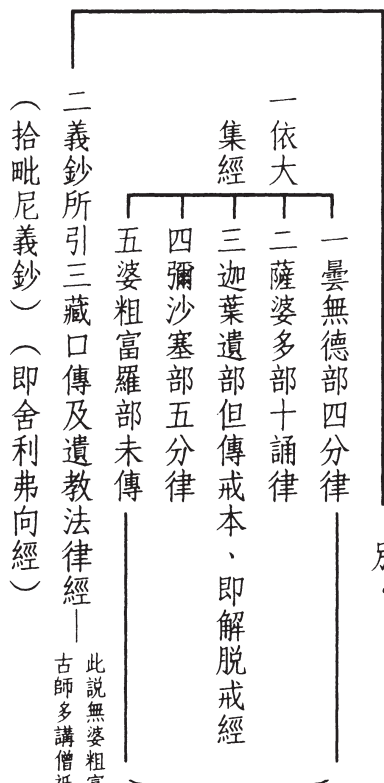 別
一依大
集經
一曇無德部四分律
二薩婆多部十誦律
三迦葉遺部但傳戒本、即解脱戒經
四彌沙塞部五分律
五婆粗富羅部未傳
二義鈔所引三藏口傳及遺教法律經
此説無婆粗富
古師多講僧祇
（拾毗尼義鈔）（即舍利弗向經）